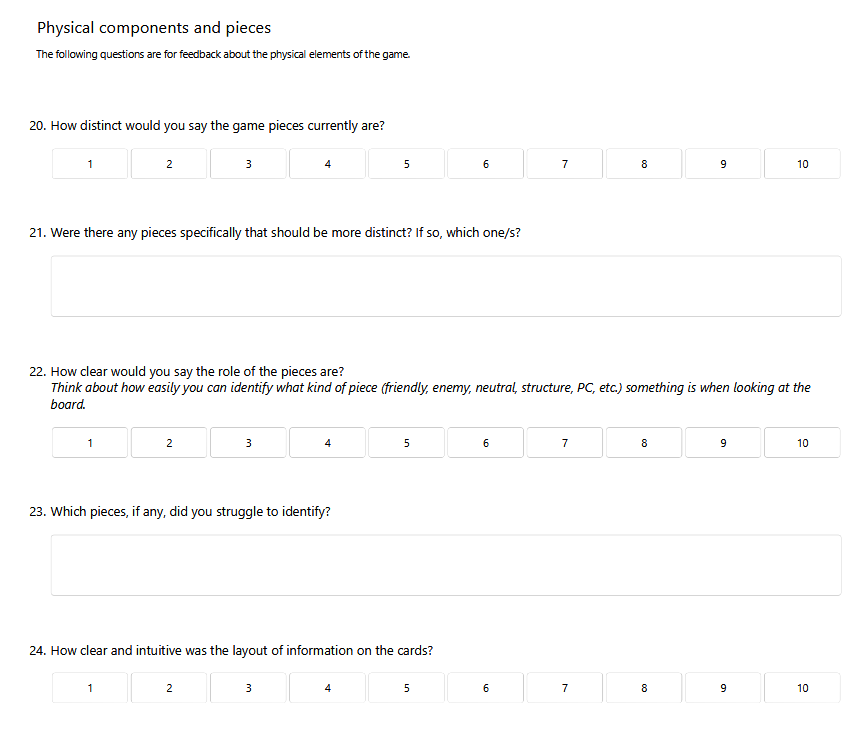 Physical components and pieces
The following questions are for feedback about the physical elements of the game.
20. How distinct would you say the game pieces currently are?
1 2 3 4 5 6 7 8 9 10
21. Were there any pieces specifically that should be more distinct? If so, which one/s?
22. How clear would you say the role of the pieces are?
Think about how easily you can identify what kind of piece (friendly, enemy, neutral, structure, PC, etc.) something is when looking at the
board.
1 2 3 4 5 6 7 8 9 10
23. Which pieces, if any, did you struggle to identify?
24. How clear and intuitive was the layout of information on the cards?
1 2 3 4 5 6 7 8 9 10